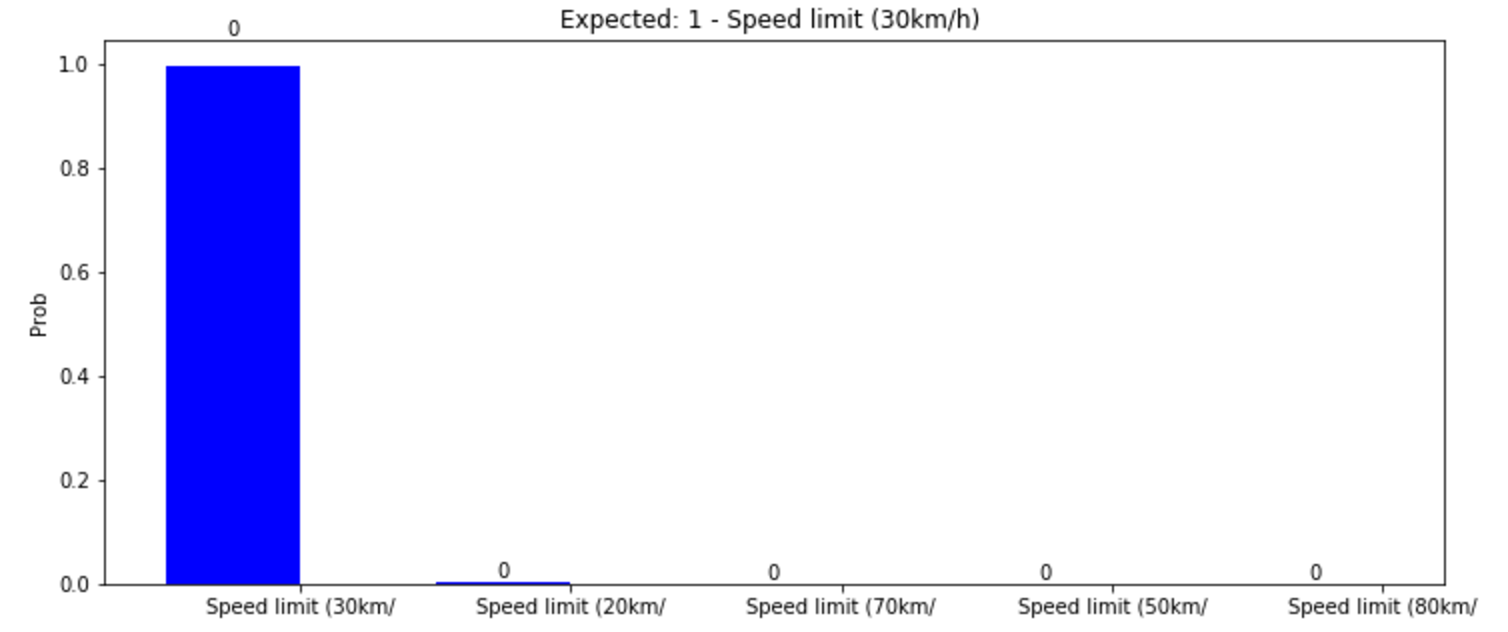 0
Expected: 1 - Speed limit (30km/h)
1.0
0.8
0.6
0.4
0.2
0.0
Prob
0
0
0
0
Speed limit (30km/
Speed limit (20km/
Speed limit (70km/
Speed limit (50km/
Speed limit (80km/